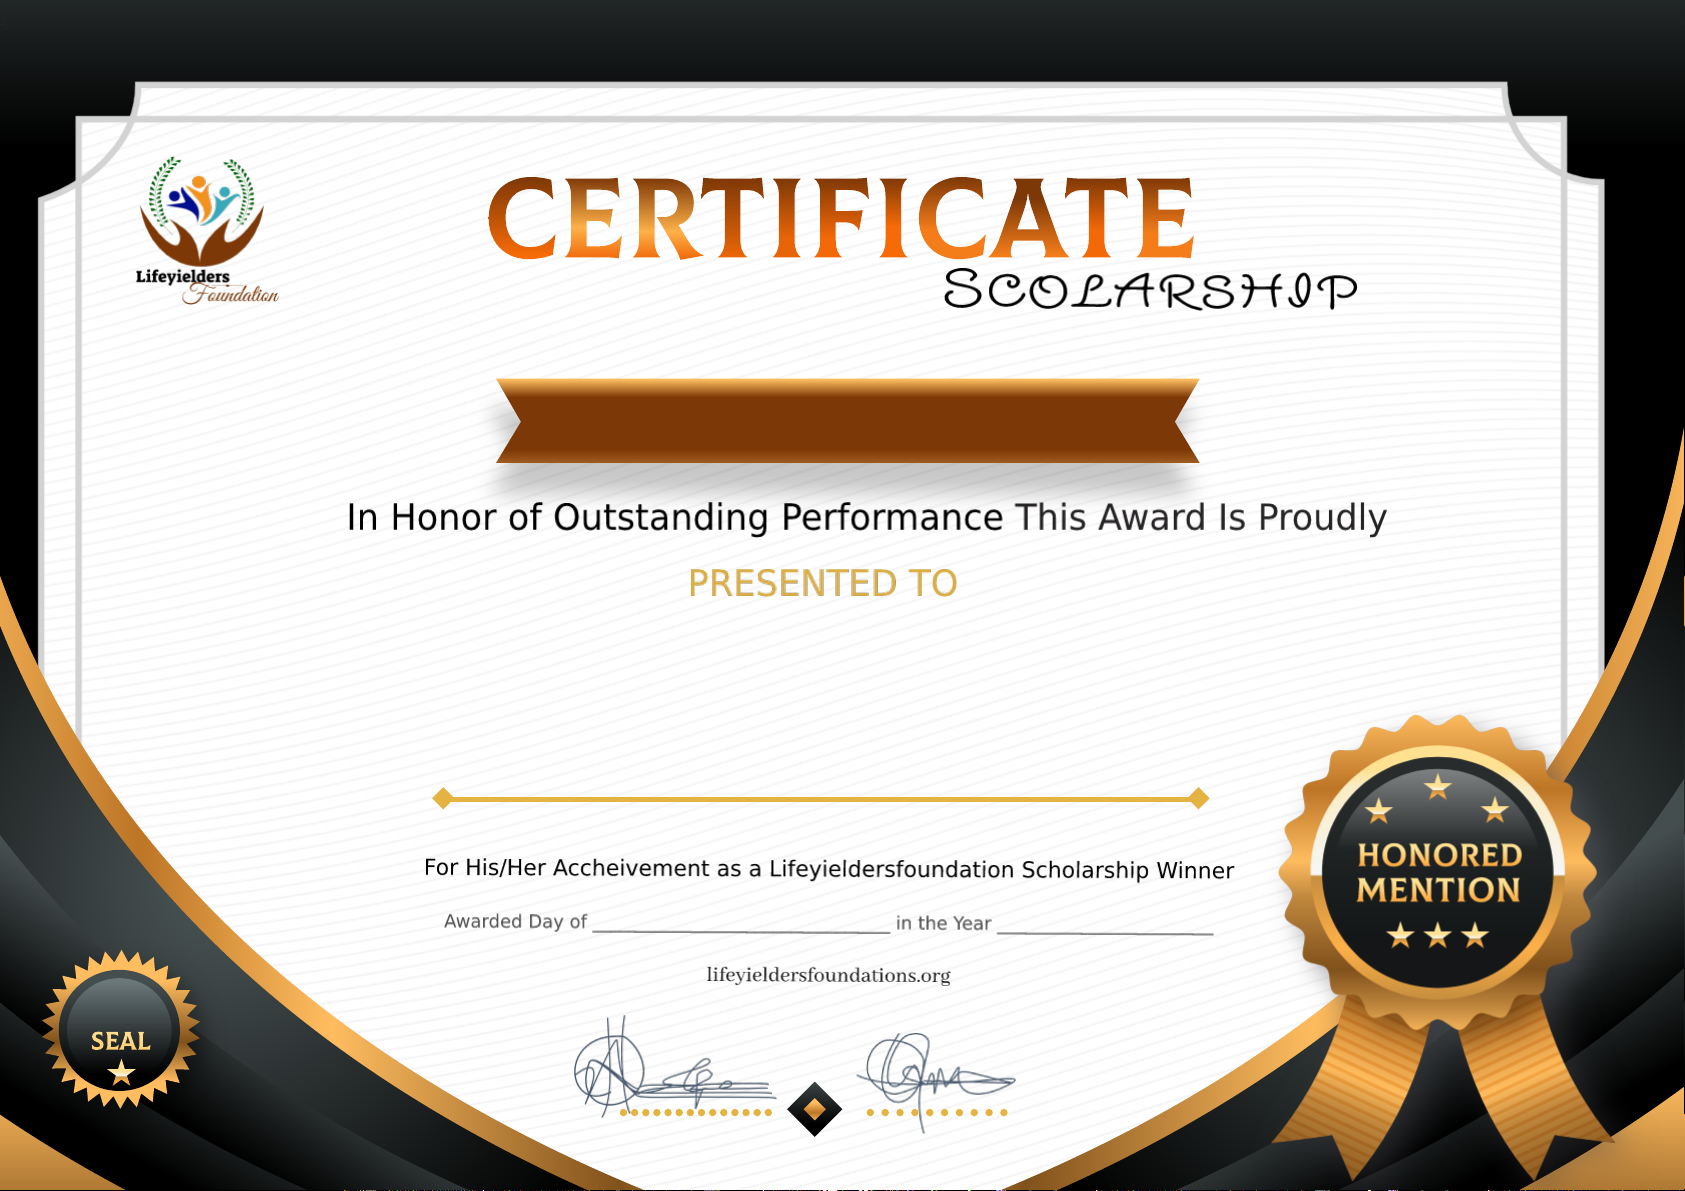 Lifeyielders
Foundation
CERTIFICATE
SCOLARSHIP
In Honor of Outstanding Performance This Award Is Proudly
PRESENTED TO
For His/Her Accheivement as a Lifeyieldersfoundation Scholarship Winner
Awarded Day of ______________________________ in the Year ______________________
lifeyieldersfoundations.org
HONORED
MENTION
SEAL